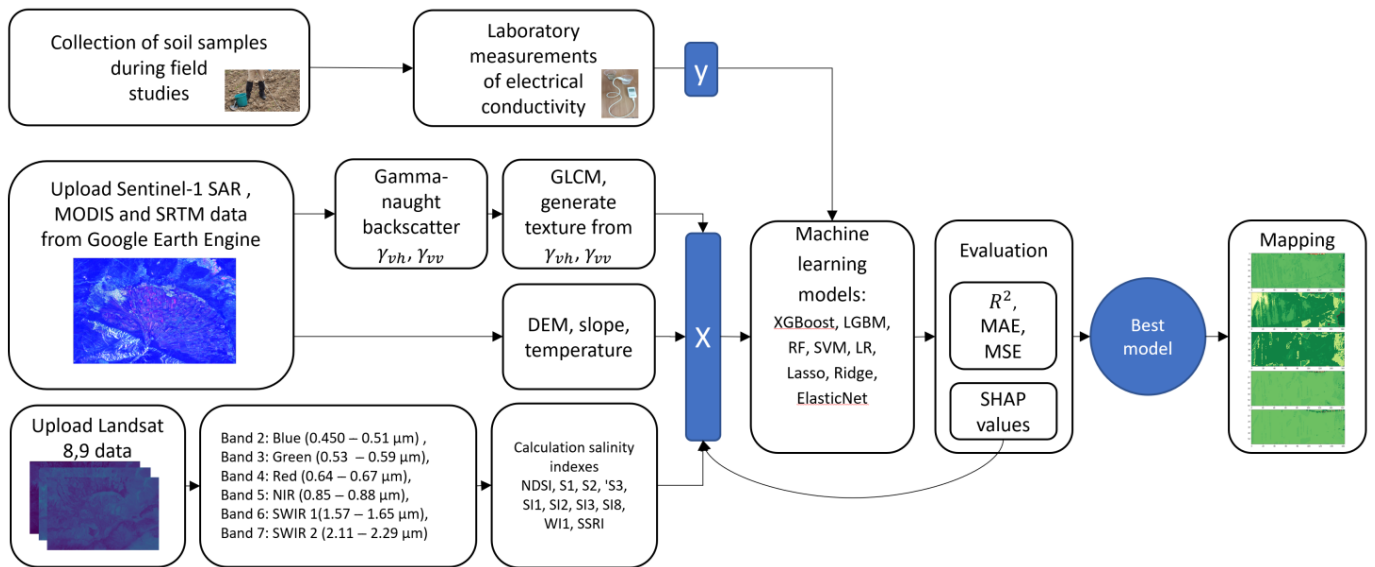 Collection of soil samples
during field
studies
Laboratory
measurements
of electrical
conductivity
y
Upload Sentinel-1 SAR ,
MODIS and SRTM data
from Google Earth Engine
Gamma-
naught
backscatter
γvh, γvv
GLCM,
generate
texture from
γvh, γvv
DEM, slope,
temperature
Upload Landsat
8,9 data
Band 2: Blue (0.450 – 0.51 µm) ,
Band 3: Green (0.53 – 0.59 µm),
Band 4: Red (0.64 – 0.67 µm),
Band 5: NIR (0.85 – 0.88 µm),
Band 6: SWIR 1(1.57 – 1.65 µm),
Band 7: SWIR 2 (2.11 – 2.29 µm)
Calculation salinity
indexes
NDSI, S1, S2, 'S3,
SI1, SI2, SI3, SI8,
WI1, SSRI
X
Machine
learning
models:
XGBoost, LGBM,
RF, SVM, LR,
Lasso, Ridge,
ElasticNet
Evaluation
R²,
MAE,
MSE
SHAP
values
Best
model
Mapping